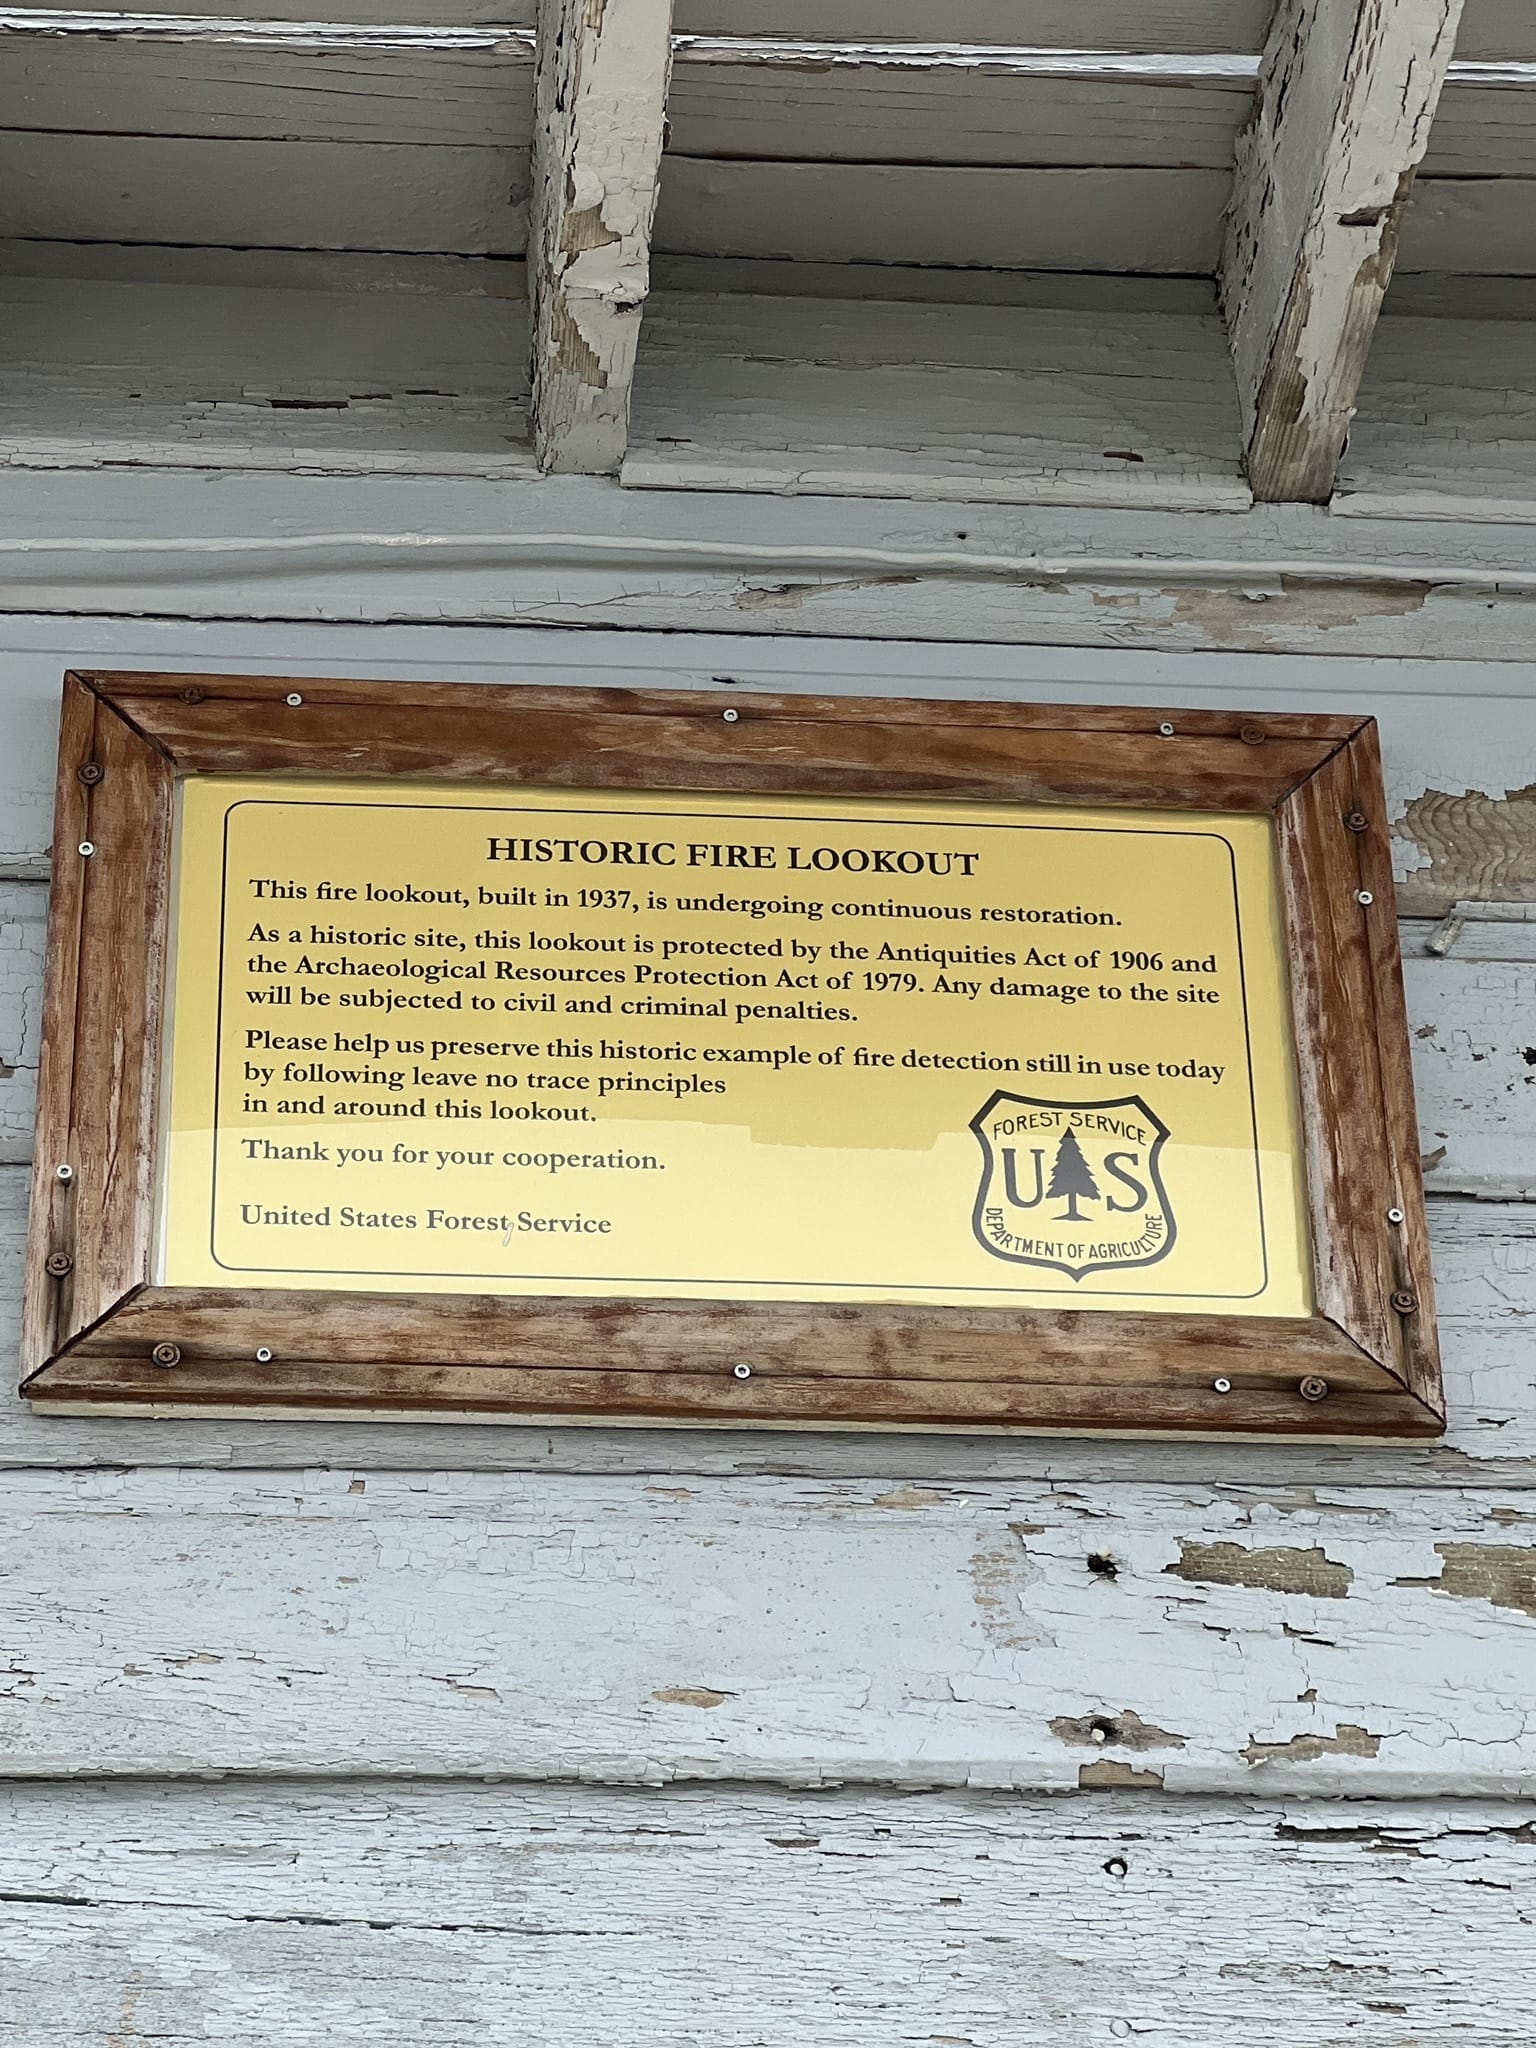 HISTORIC FIRE LOOKOUT
This fire lookout, built in 1937, is undergoing continuous restoration.
As a historic site, this lookout is protected by the Antiquities Act of 1906 and
the Archaeological Resources Protection Act of 1979. Any damage to the site
will be subjected to civil and criminal penalties.
Please help us preserve this historic example of fire detection still in use today
by following leave no trace principles
in and around this lookout.
Thank you for your cooperation.
United States Forest Service
FOREST SERVICE
U S
DEPARTMENT OF AGRICULTURE